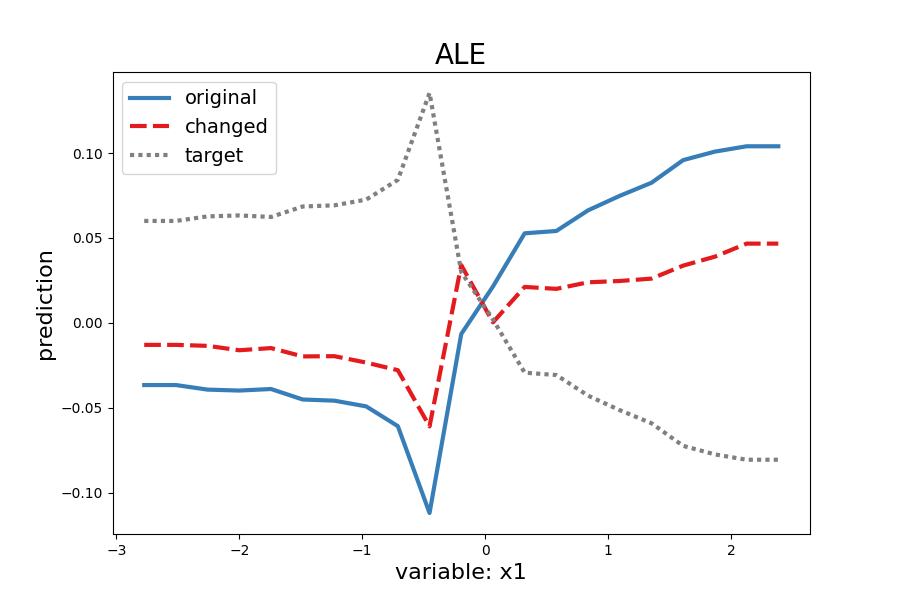 ALE
original
changed
target
0.10
0.05
0.00
−0.05
−0.10
prediction
−3
−2
−1
0
1
2
variable: x1